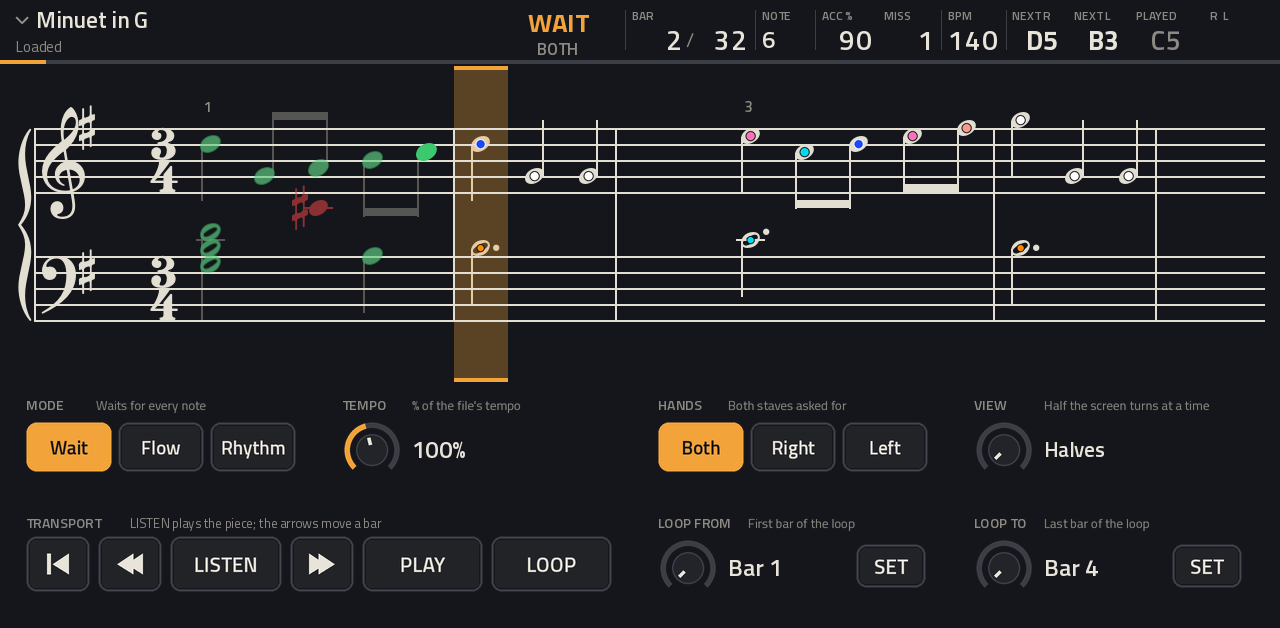 Minuet in G
Loaded
WAIT
BOTH
BAR
2 / 32
NOTE
6
ACC %
90
MISS
1
BPM
140
NEXT R
D5
NEXT L
B3
PLAYED
C5
R L
1
3
3
4
3
4
MODE
Waits for every note
Wait
Flow
Rhythm
TEMPO
% of the file's tempo
100%
HANDS
Both staves asked for
Both
Right
Left
VIEW
Half the screen turns at a time
Halves
TRANSPORT
LISTEN plays the piece; the arrows move a bar
LISTEN
PLAY
LOOP
LOOP FROM
First bar of the loop
Bar 1
SET
LOOP TO
Last bar of the loop
Bar 4
SET